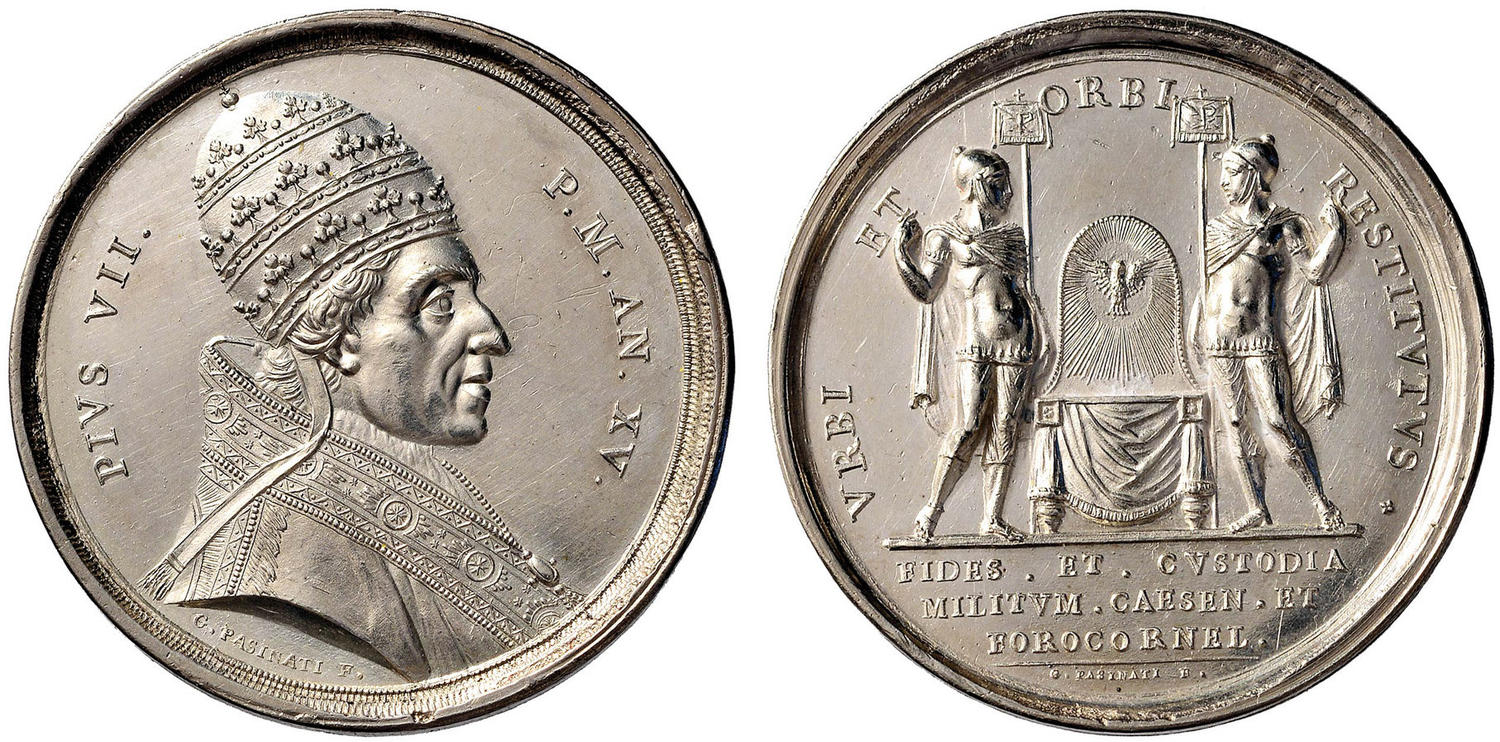 PIVS VII. P. M. AN. XV.
G. PASINATI F.
VRBI ET ORBI RESTITVTVS.
FIDES . ET . CVSTODIA
MILITVM . CAESEN . ET
FOROCORNEL .
G. PASINATI F.